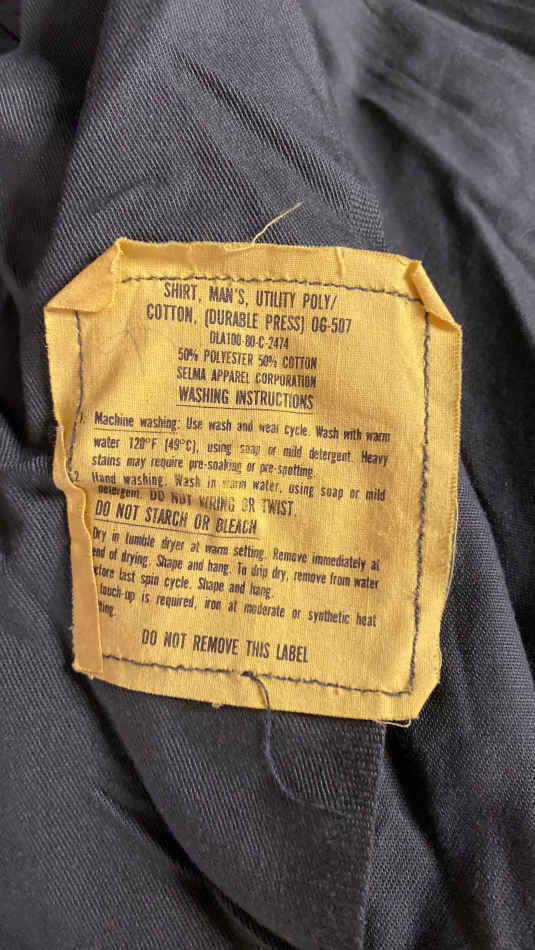 SHIRT, MAN'S, UTILITY POLY/
COTTON, (DURABLE PRESS) OG-507
DLA100-80-C-2474
50% POLYESTER 50% COTTON
SELMA APPAREL CORPORATION
WASHING INSTRUCTIONS
1. Machine washing: Use wash and wear cycle. Wash with warm
water 120°F (49°C), using soap or mild detergent. Heavy
stains may require pre-soaking or pre-spotting.
2. Hand washing. Wash in warm water, using soap or mild
detergent. DO NOT WRING OR TWIST.
DO NOT STARCH OR BLEACH
Dry in tumble dryer at warm setting. Remove immediately at
end of drying. Shape and hang. To drip dry, remove from water
efore last spin cycle. Shape and hang.
touch-up is required, iron at moderate or synthetic heat
DO NOT REMOVE THIS LABEL